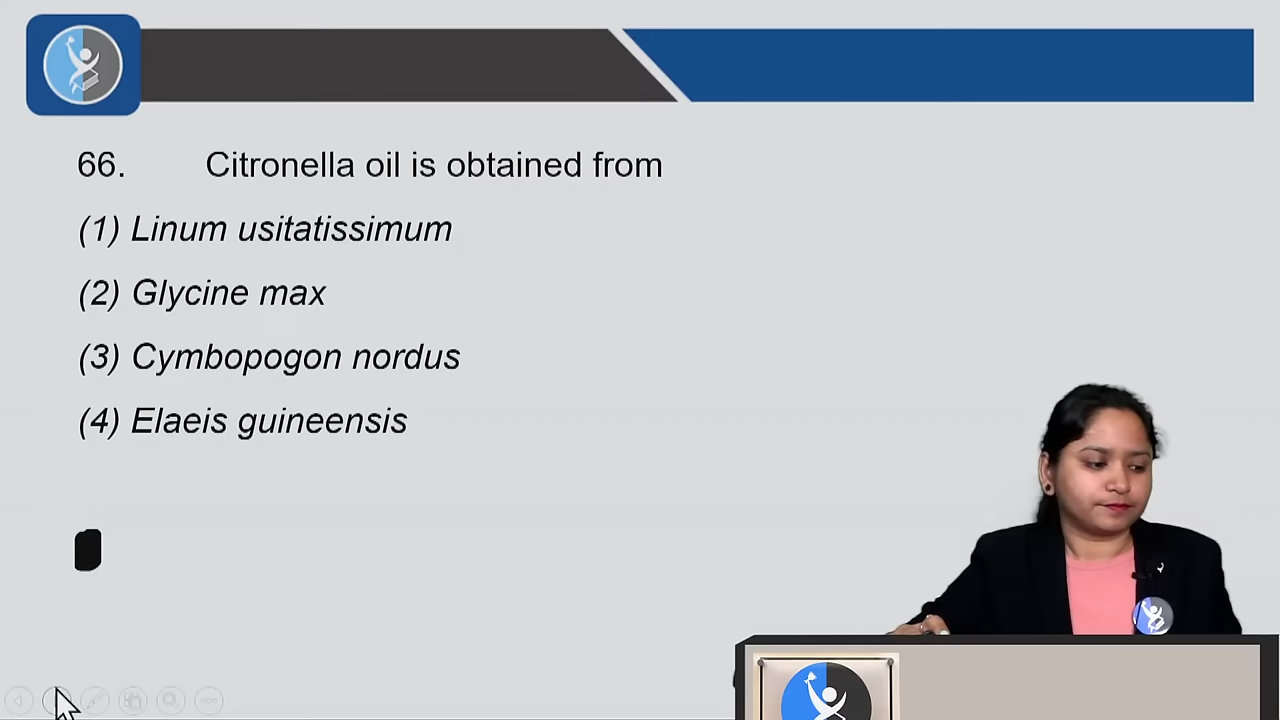 66. Citronella oil is obtained from
(1) Linum usitatissimum
(2) Glycine max
(3) Cymbopogon nordus
(4) Elaeis guineensis